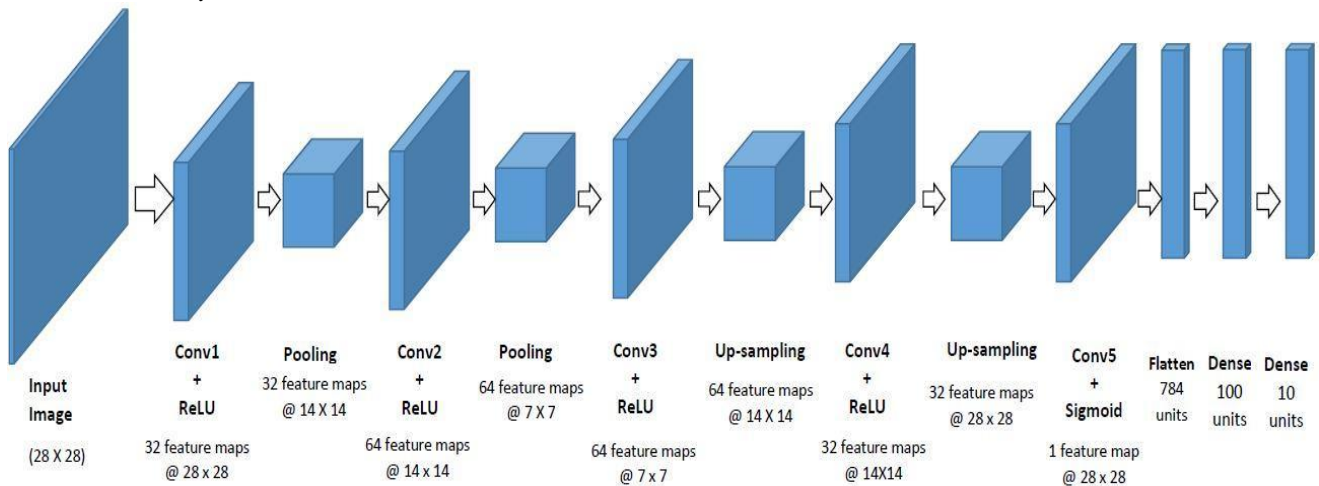 Input
Image
(28 X 28)
Conv1
+
ReLU
32 feature maps
@ 28 x 28
Pooling
32 feature maps
@ 14 X 14
Conv2
+
ReLU
64 feature maps
@ 14 x 14
Pooling
64 feature maps
@ 7 X 7
Conv3
+
ReLU
64 feature maps
@ 7 x 7
Up-sampling
64 feature maps
@ 14 X 14
Conv4
+
ReLU
32 feature maps
@ 14X14
Up-sampling
32 feature maps
@ 28 x 28
Conv5
+
Sigmoid
1 feature map
@ 28 x 28
Flatten
784
units
Dense
100
units
Dense
10
units